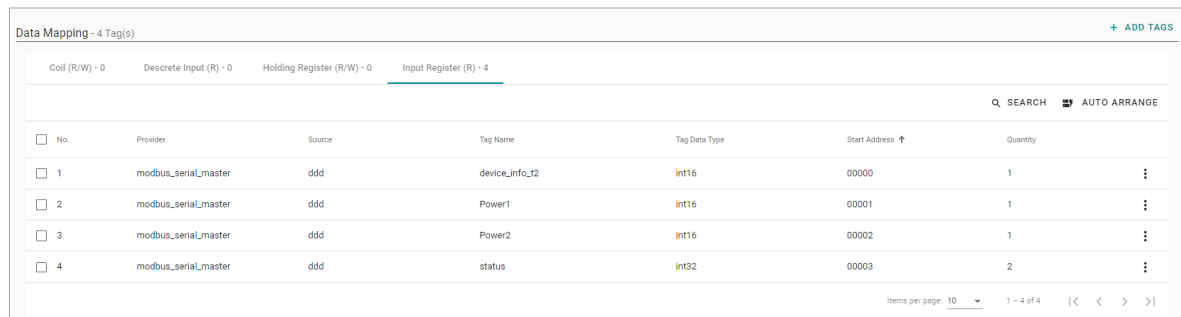 Data Mapping - 4 Tag(s) + ADD TAGS
Coil (R/W) - 0 Descrete Input (R) - 0 Holding Register (R/W) - 0 Input Register (R) - 4
SEARCH AUTO ARRANGE
No. Provider Source Tag Name Tag Data Type Start Address Quantity
1 modbus_serial_master ddd device_info_t2 int16 00000 1
2 modbus_serial_master ddd Power1 int16 00001 1
3 modbus_serial_master ddd Power2 int16 00002 1
4 modbus_serial_master ddd status int32 00003 2
Items per page: 10 1 – 4 of 4